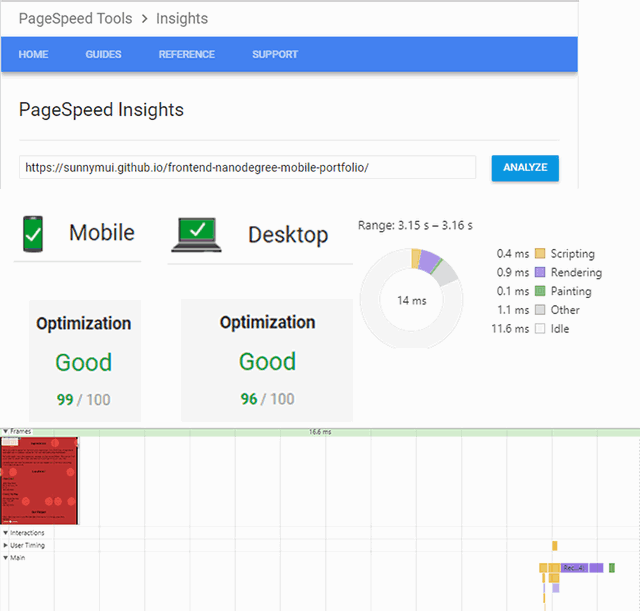 PageSpeed Tools > Insights
HOME GUIDES REFERENCE SUPPORT
PageSpeed Insights
https://sunnymui.github.io/frontend-nanodegree-mobile-portfolio/ ANALYZE
Mobile
Optimization
Good
99 / 100
Desktop
Optimization
Good
96 / 100
Range: 3.15 s – 3.16 s
14 ms
0.4 ms Scripting
0.9 ms Rendering
0.1 ms Painting
1.1 ms Other
11.6 ms Idle
▼ Frames
16.6 ms
▼ Interactions
▶ User Timing
▼ Main